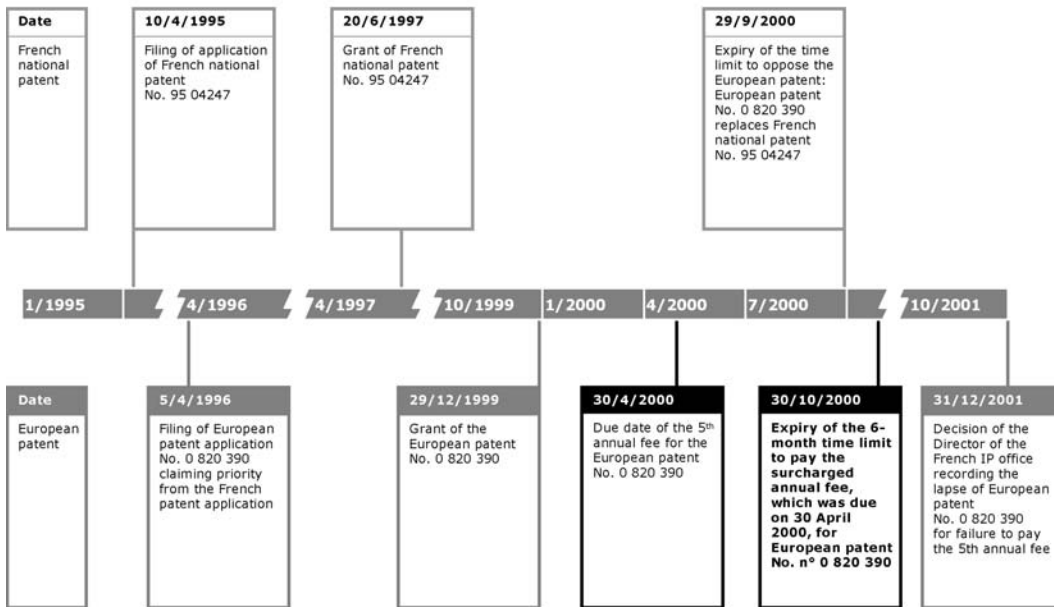 Date
French
national
patent
10/4/1995
Filing of application
of French national
patent
No. 95 04247
20/6/1997
Grant of French
national patent
No. 95 04247
29/9/2000
Expiry of the time
limit to oppose the
European patent:
European patent
No. 0 820 390
replaces French
national patent
No. 95 04247
1/1995
4/1996
4/1997
10/1999
1/2000
4/2000
7/2000
10/2001
Date
European
patent
5/4/1996
Filing of European
patent application
No. 0 820 390
claiming priority
from the French
patent application
29/12/1999
Grant of the
European patent
No. 0 820 390
30/4/2000
Due date of the 5th
annual fee for the
European patent
No. 0 820 390
30/10/2000
Expiry of the 6-
month time limit
to pay the
surcharged
annual fee,
which was due
on 30 April
2000, for
European patent
No. n° 0 820 390
31/12/2001
Decision of the
Director of the
French IP office
recording the
lapse of European
patent
No. 0 820 390
for failure to pay
the 5th annual fee